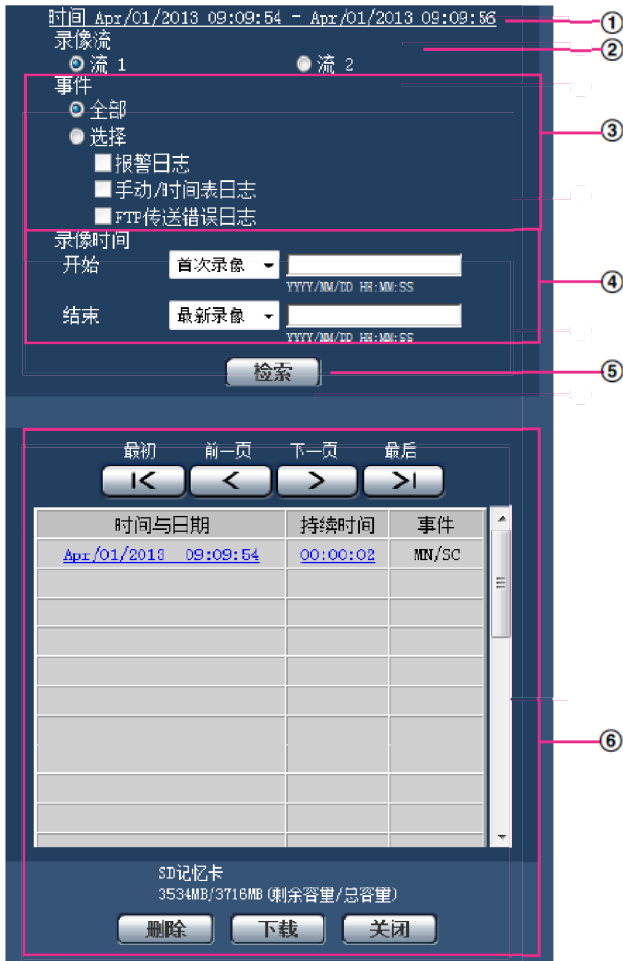 时间 Apr/01/2013 09:09:54 - Apr/01/2013 09:09:56 ①
录像流 ②
流 1 流 2
事件
全部
选择 ③
报警日志
手动/时间表日志
FTP传送错误日志
录像时间
开始 首次录像 ④
YYYY/MM/DD HH:MM:SS
结束 最新录像
YYYY/MM/DD HH:MM:SS
检索 ⑤
最初 前一页 下一页 最后
时间与日期 持续时间 事件
Apr/01/2013 09:09:54 00:00:02 MN/SC
⑥
SD记忆卡
3534MB/3716MB(剩余容量/总容量)
删除 下载 关闭